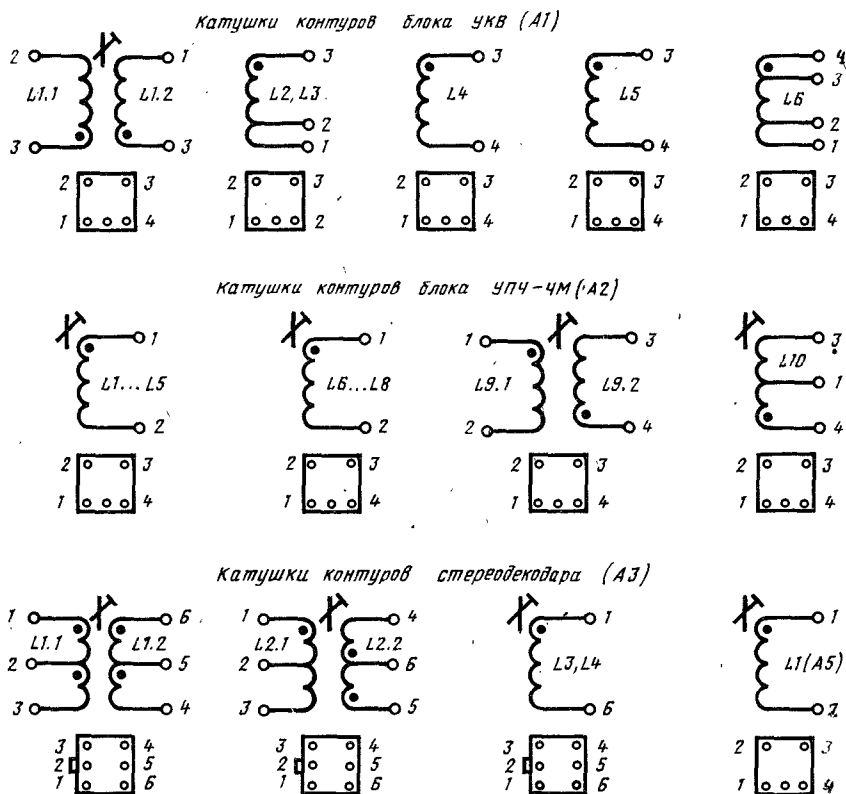 Катушки контуров блока УКВ (А1)
2 1 3 3 3 4
3
L1.1 L1.2 L2, L3 L4 L5 L6
2 2
3 3 1 4 4 1
2 3 2 3 2 3 2 3 2 3
1 4 1 2 1 4 1 4 1 4
Катушки контуров блока УПЧ-ЧМ (А2)
1 1 1 3 3
L1...L5 L6...L8 L9.1 L9.2 L10 1
2 2 2 4 4
2 3 2 3 2 3 2 3
1 4 1 4 1 4 1 4
Катушки контуров стереодекодара (А3)
1 6 1 4 1 1
L1.1 L1.2 L2.1 L2.2
2 5 2 6 L3, L4 L1(А5)
3 4 3 5 6 2
3 4 3 4 3 4 2 3
2 5 2 5 2 5
1 6 1 6 1 6 1 4